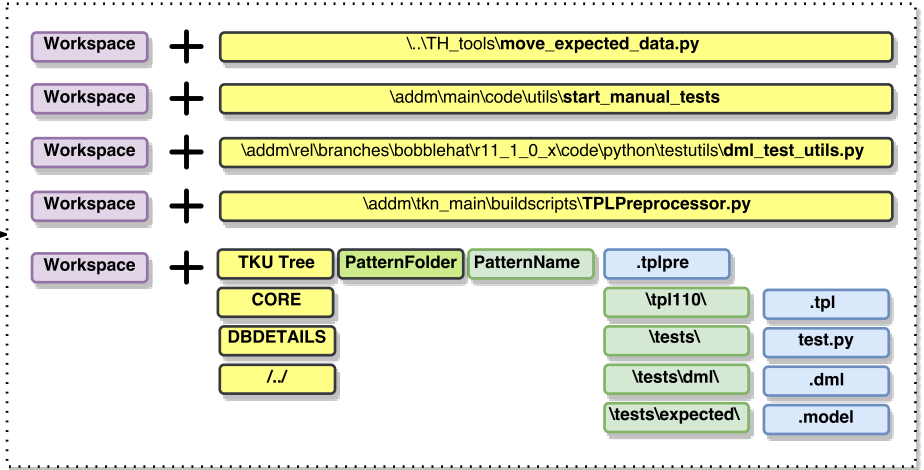 Workspace + \..\TH_tools\move_expected_data.py
Workspace + \addm\main\code\utils\start_manual_tests
Workspace + \addm\rel\branches\bobblehat\r11_1_0_x\code\python\testutils\dml_test_utils.py
Workspace + \addm\tkn_main\buildscripts\TPLPreprocessor.py
Workspace + TKU Tree PatternFolder PatternName .tplpre
CORE \tpl110\ .tpl
DBDETAILS \tests\ test.py
/../ \tests\dml\ .dml
\tests\expected\ .model